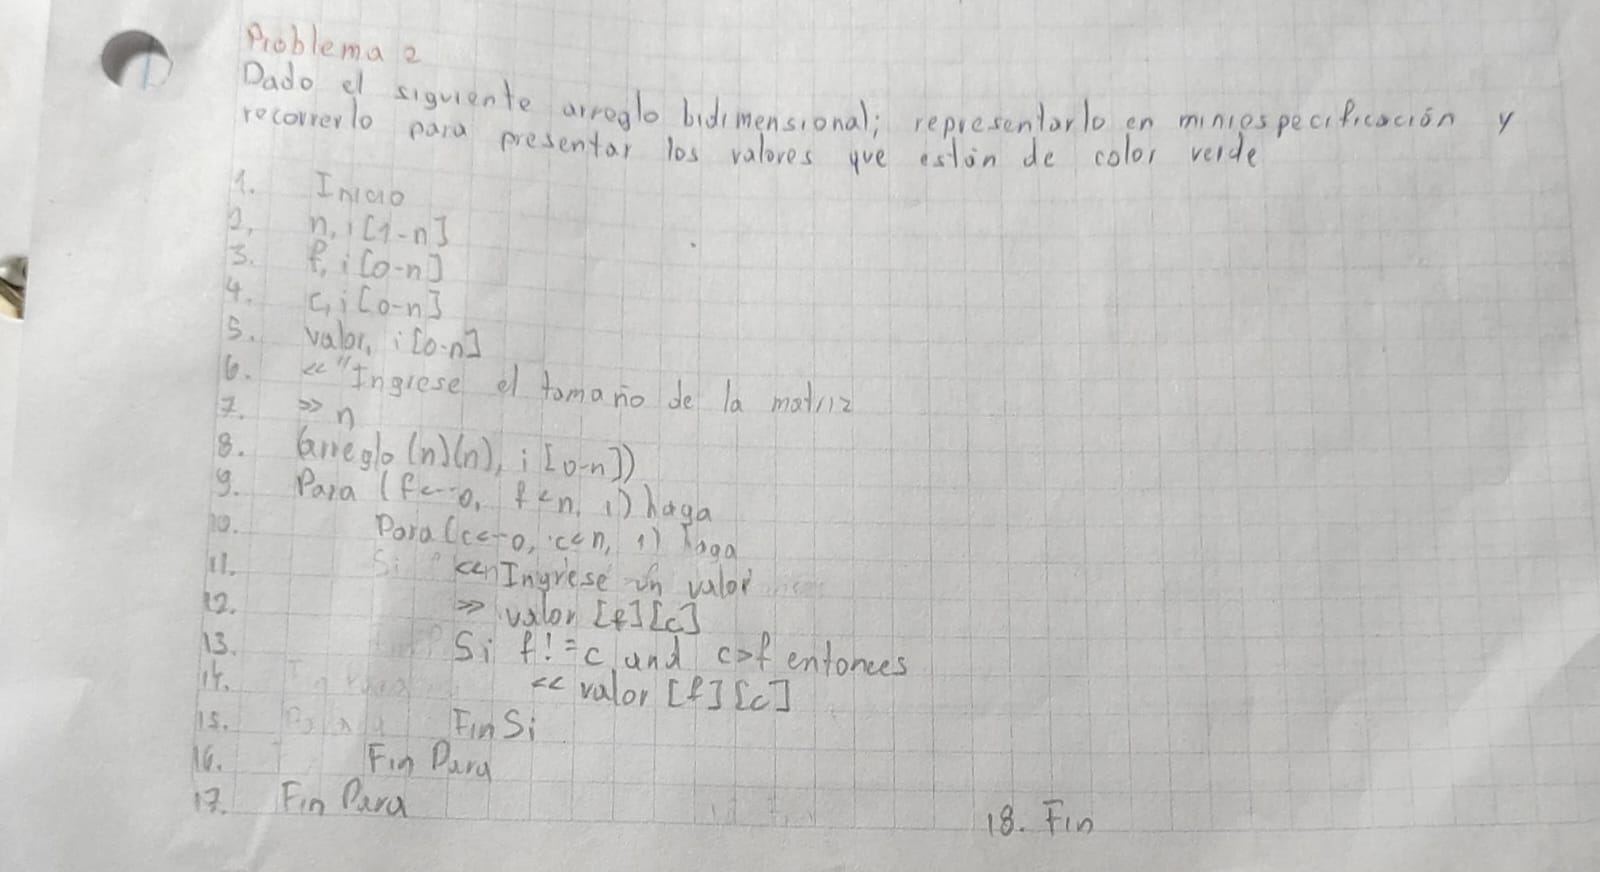 Problema 2
Dado el siguiente arreglo bidimensional; representarlo en miniespecificación y
recorrerlo para presentar los valores que están de color verde
1. Inicio
2. n, i [1-n]
3. f, i [0-n]
4. c, i [0-n]
5. valor, i [0-n]
6. << "Ingrese el tamaño de la matriz
7. >> n
8. (arreglo (n)(n), i [0-n])
9. Para (f<--0, f<n, 1) haga
10. Para (c<--0, c<n, 1) haga
11. <<"Ingrese un valor
12. >> valor [f][c]
13. Si f!=c and c>f entonces
14. << valor [f][c]
15. Fin Si
16. Fin Para
17. Fin Para
18. Fin